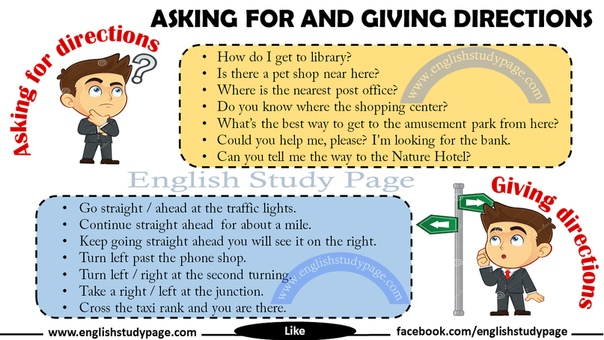 ASKING FOR AND GIVING DIRECTIONS
Asking for directions
?
• How do I get to library?
• Is there a pet shop near here?
• Where is the nearest post office?
• Do you know where the shopping center?
• What's the best way to get to the amusement park from here?
• Could you help me, please? I'm looking for the bank.
• Can you tell me the way to the Nature Hotel?
www.englishstudypage.com
English Study Page
Giving directions
• Go straight / ahead at the traffic lights.
• Continue straight ahead for about a mile.
• Keep going straight ahead you will see it on the right.
• Turn left past the phone shop.
• Turn left / right at the second turning.
• Take a right / left at the junction.
• Cross the taxi rank and you are there.
www.englishstudypage.com
www.englishstudypage.com
Like
facebook.com/englishstudypage